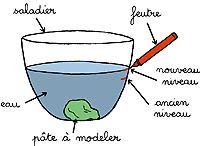 saladier
feutre
nouveau
niveau
eau
ancien
niveau
pâte à modeler